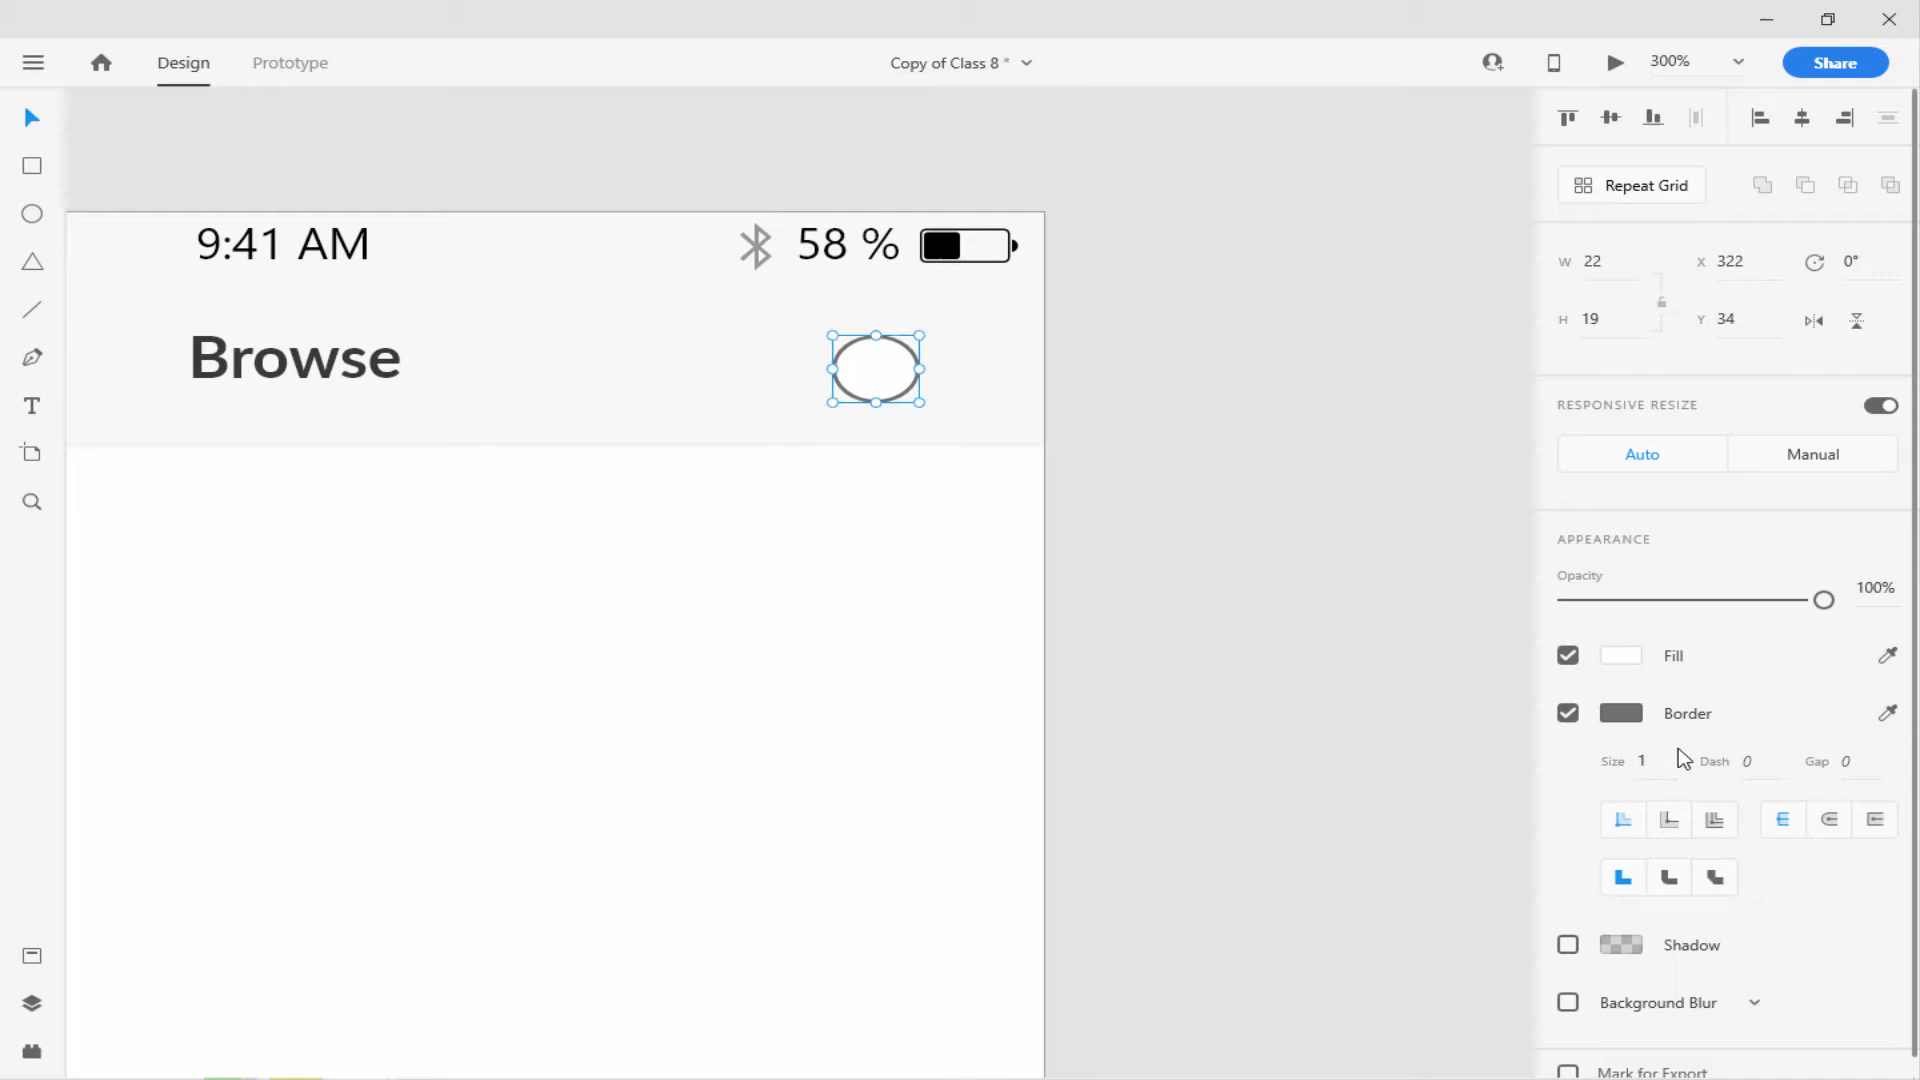 Design Prototype Copy of Class 8 * 300% Share
Repeat Grid
9:41 AM 58 %
W 22 X 322 0°
H 19 Y 34
Browse
RESPONSIVE RESIZE
Auto Manual
APPEARANCE
Opacity
100%
Fill
Border
Size 1 Dash 0 Gap 0
Shadow
Background Blur
Mark for Export